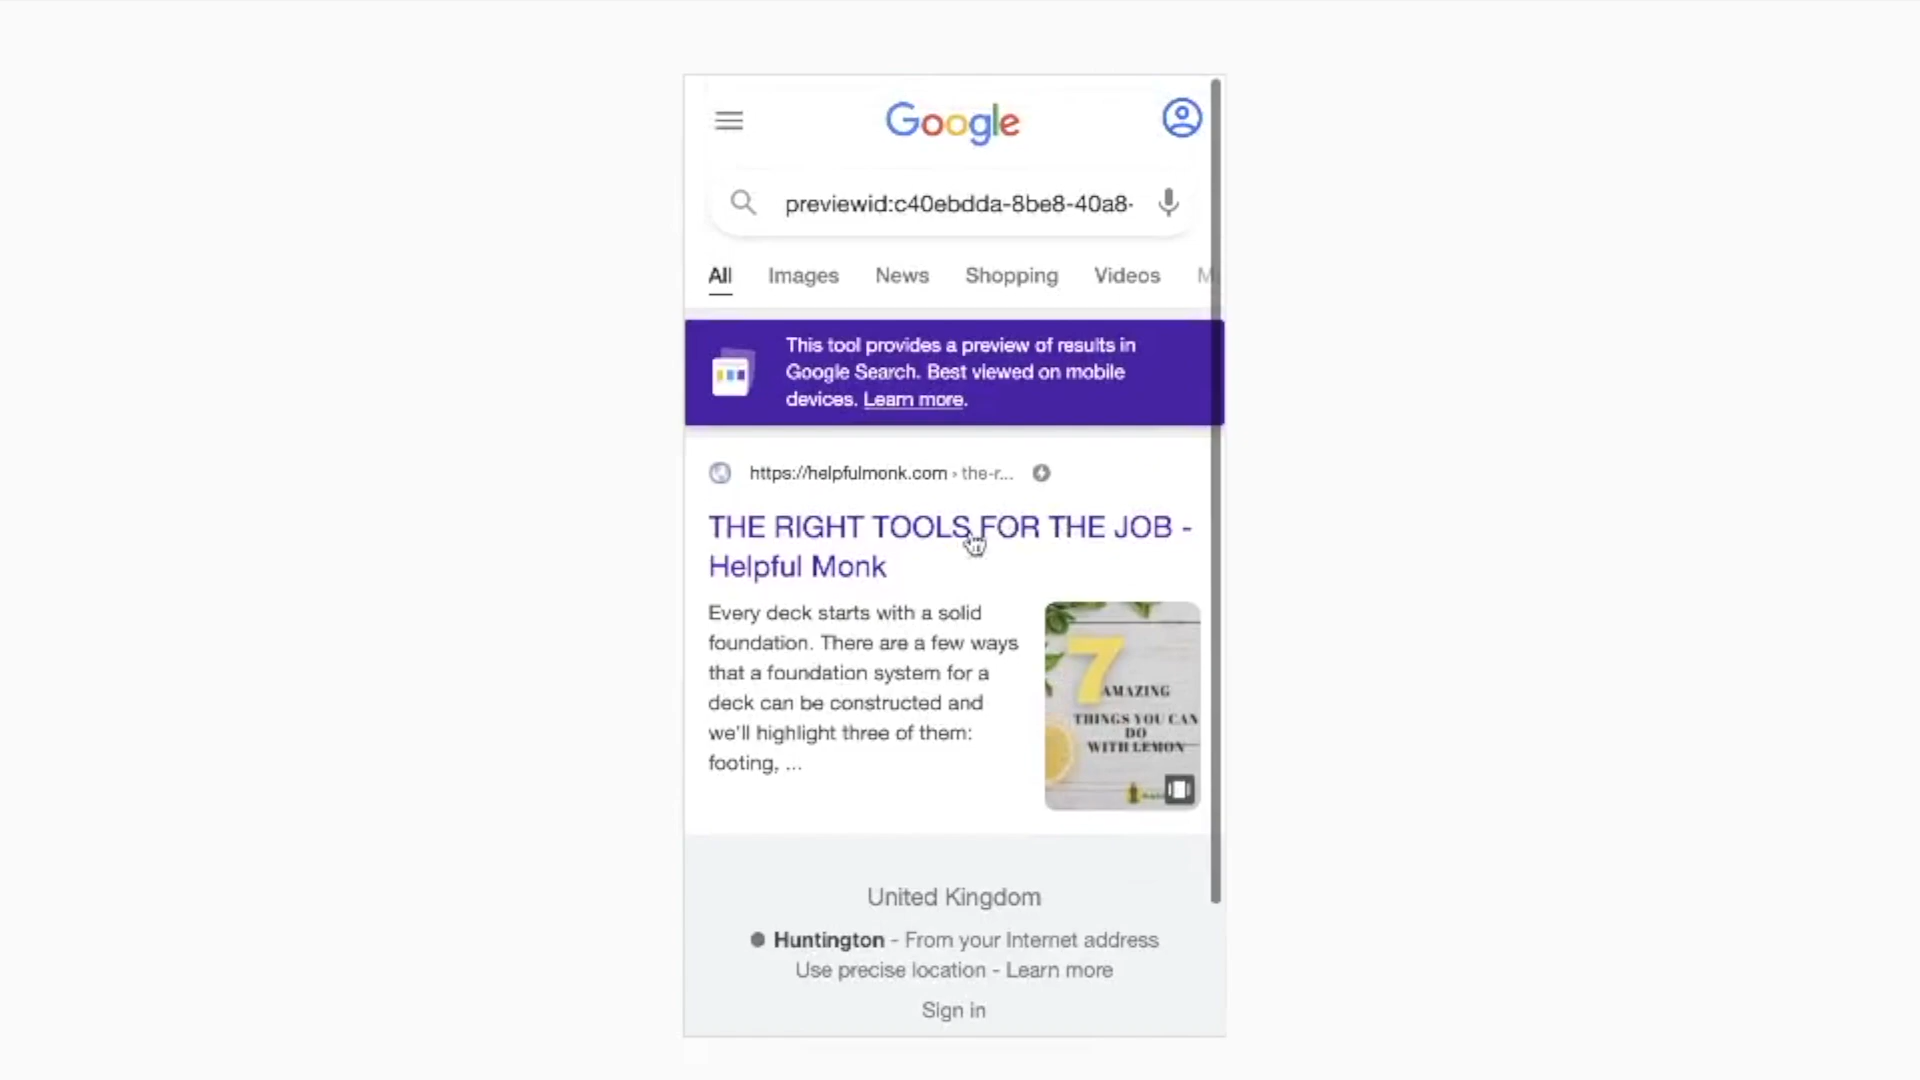 Google
previewid:c40ebdda-8be8-40a8-
All Images News Shopping Videos M
This tool provides a preview of results in
Google Search. Best viewed on mobile
devices. Learn more.
https://helpfulmonk.com › the-r...
THE RIGHT TOOLS FOR THE JOB -
Helpful Monk
Every deck starts with a solid
foundation. There are a few ways
that a foundation system for a
deck can be constructed and
we'll highlight three of them:
footing, ...
7
AMAZING
THINGS YOU CAN
DO
WITH LEMON
United Kingdom
Huntington - From your Internet address
Use precise location - Learn more
Sign in